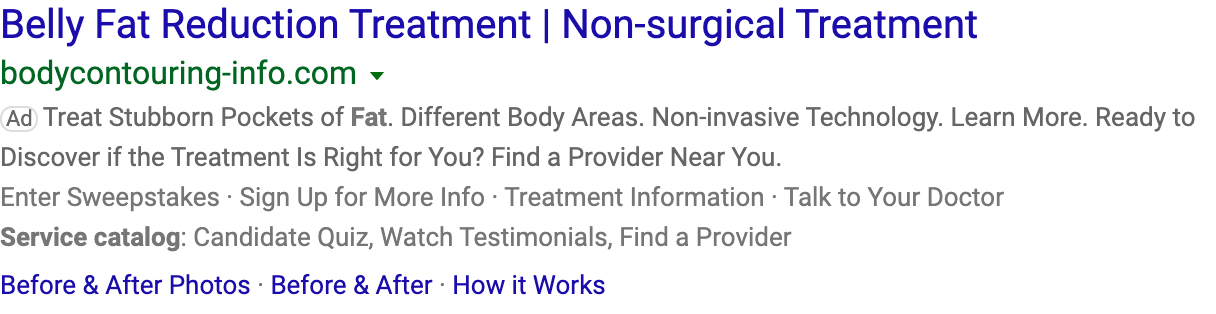 Belly Fat Reduction Treatment | Non-surgical Treatment
bodycontouring-info.com
Ad Treat Stubborn Pockets of Fat. Different Body Areas. Non-invasive Technology. Learn More. Ready to
Discover if the Treatment Is Right for You? Find a Provider Near You.
Enter Sweepstakes · Sign Up for More Info · Treatment Information · Talk to Your Doctor
Service catalog: Candidate Quiz, Watch Testimonials, Find a Provider
Before & After Photos · Before & After · How it Works